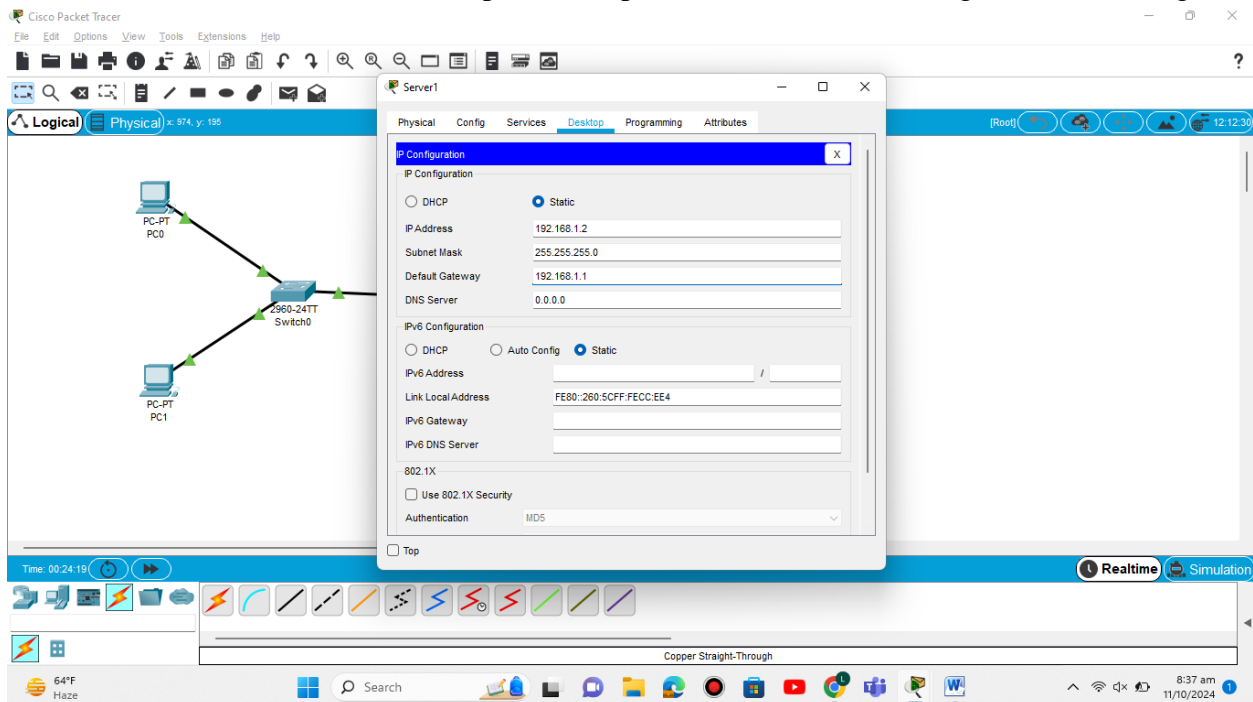 Cisco Packet Tracer
File Edit Options View Tools Extensions Help
?
Logical Physical x: 974, y: 195 [Root] 12:12:30
Server1
Physical Config Services Desktop Programming Attributes
IP Configuration X
IP Configuration
DHCP Static
IP Address 192.168.1.2
Subnet Mask 255.255.255.0
Default Gateway 192.168.1.1
DNS Server 0.0.0.0
IPv6 Configuration
DHCP Auto Config Static
IPv6 Address /
Link Local Address FE80::260:5CFF:FECC:EE4
IPv6 Gateway
IPv6 DNS Server
802.1X
Use 802.1X Security
Authentication MD5
Top
PC-PT
PC0
2960-24TT
Switch0
PC-PT
PC1
Time: 00:24:19 Realtime Simulation
Copper Straight-Through
64°F
Haze
Search
8:37 am
11/10/2024
1